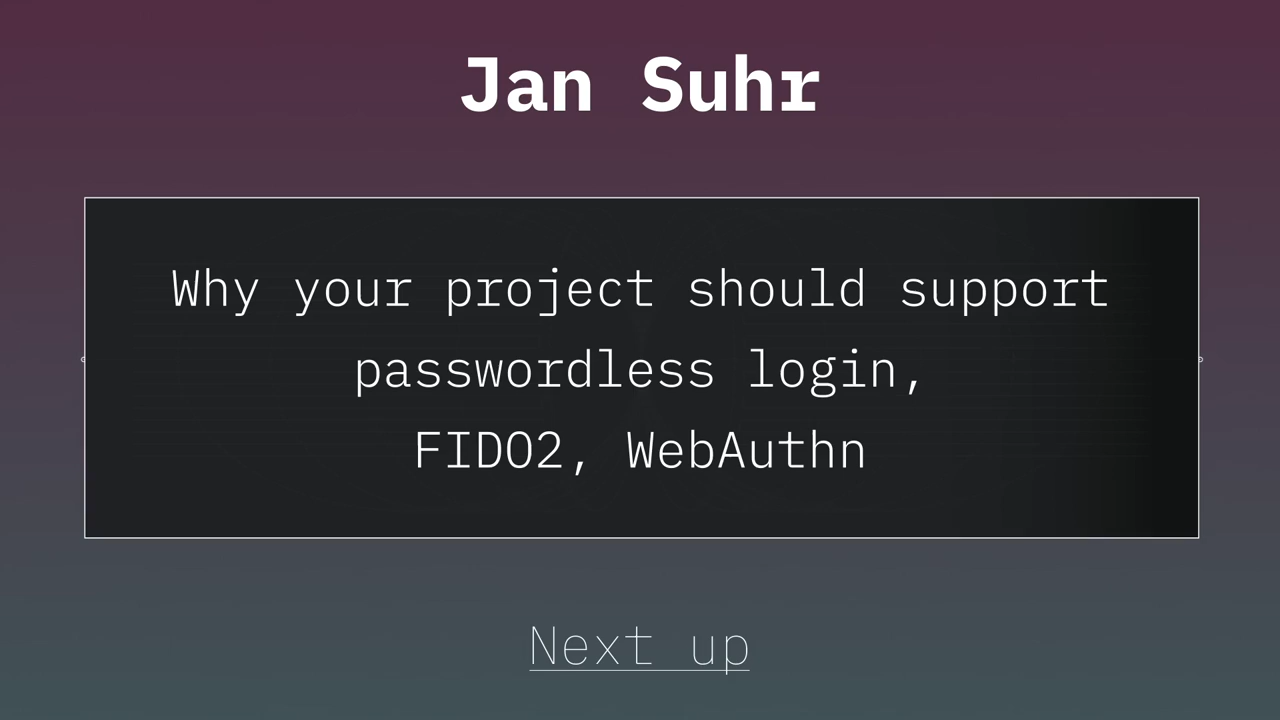 Jan Suhr
Why your project should support
passwordless login,
FIDO2, WebAuthn
Next up